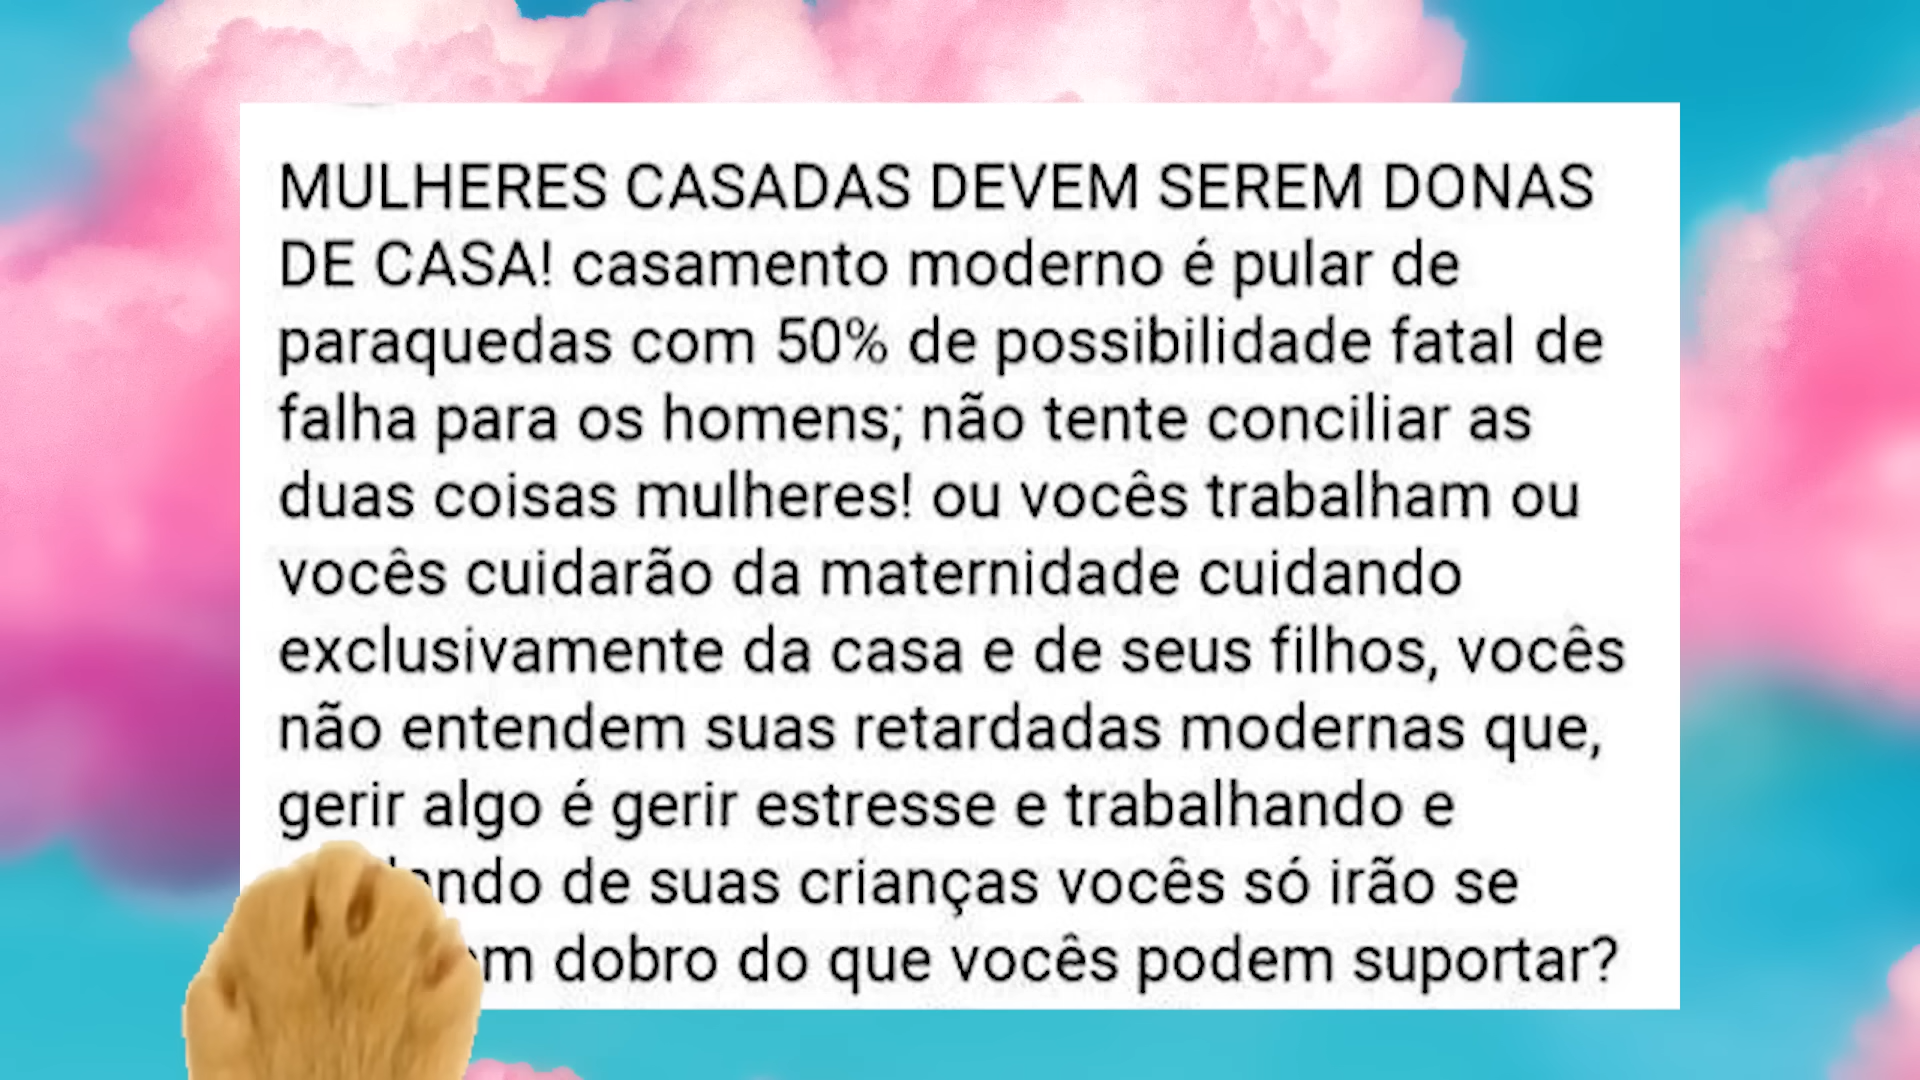 MULHERES CASADAS DEVEM SEREM DONAS
DE CASA! casamento moderno é pular de
paraquedas com 50% de possibilidade fatal de
falha para os homens; não tente conciliar as
duas coisas mulheres! ou vocês trabalham ou
vocês cuidarão da maternidade cuidando
exclusivamente da casa e de seus filhos, vocês
não entendem suas retardadas modernas que,
gerir algo é gerir estresse e trabalhando e
de suas crianças vocês só irão se
dobro do que vocês podem suportar?